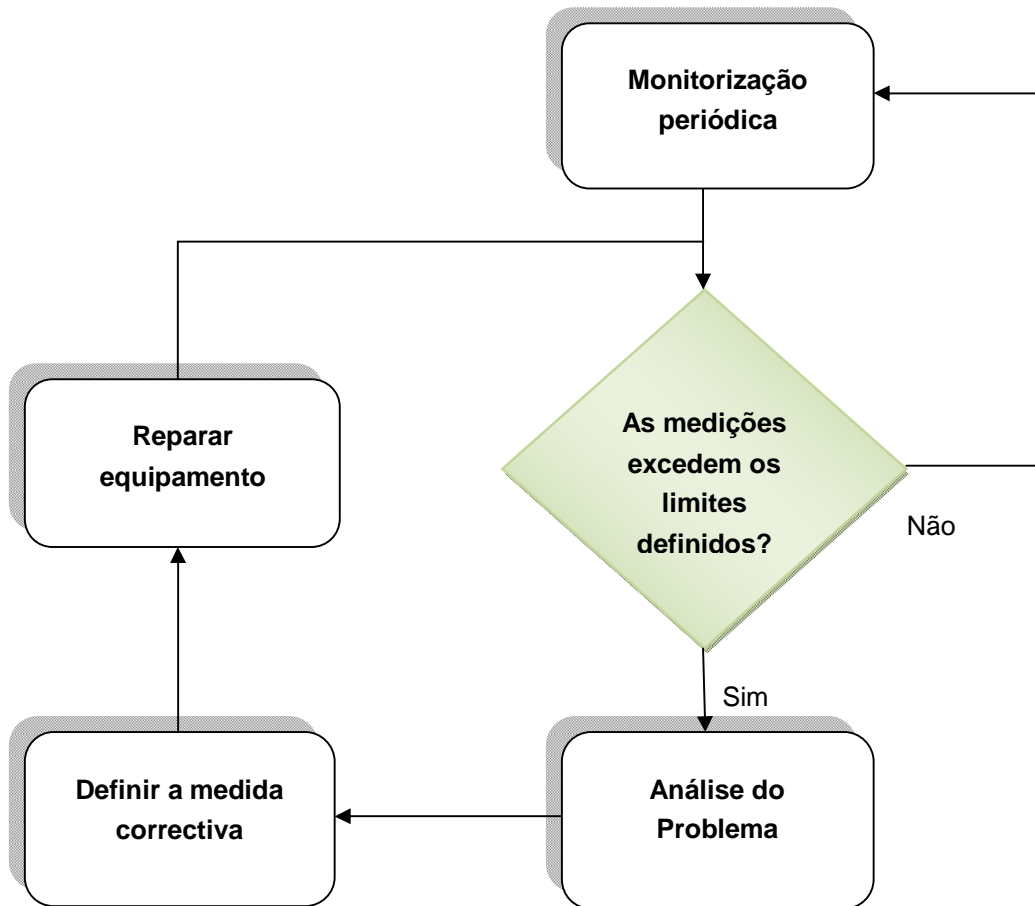 Monitorização
periódica
As medições
excedem os
limites
definidos?
Não
Sim
Reparar
equipamento
Definir a medida
correctiva
Análise do
Problema